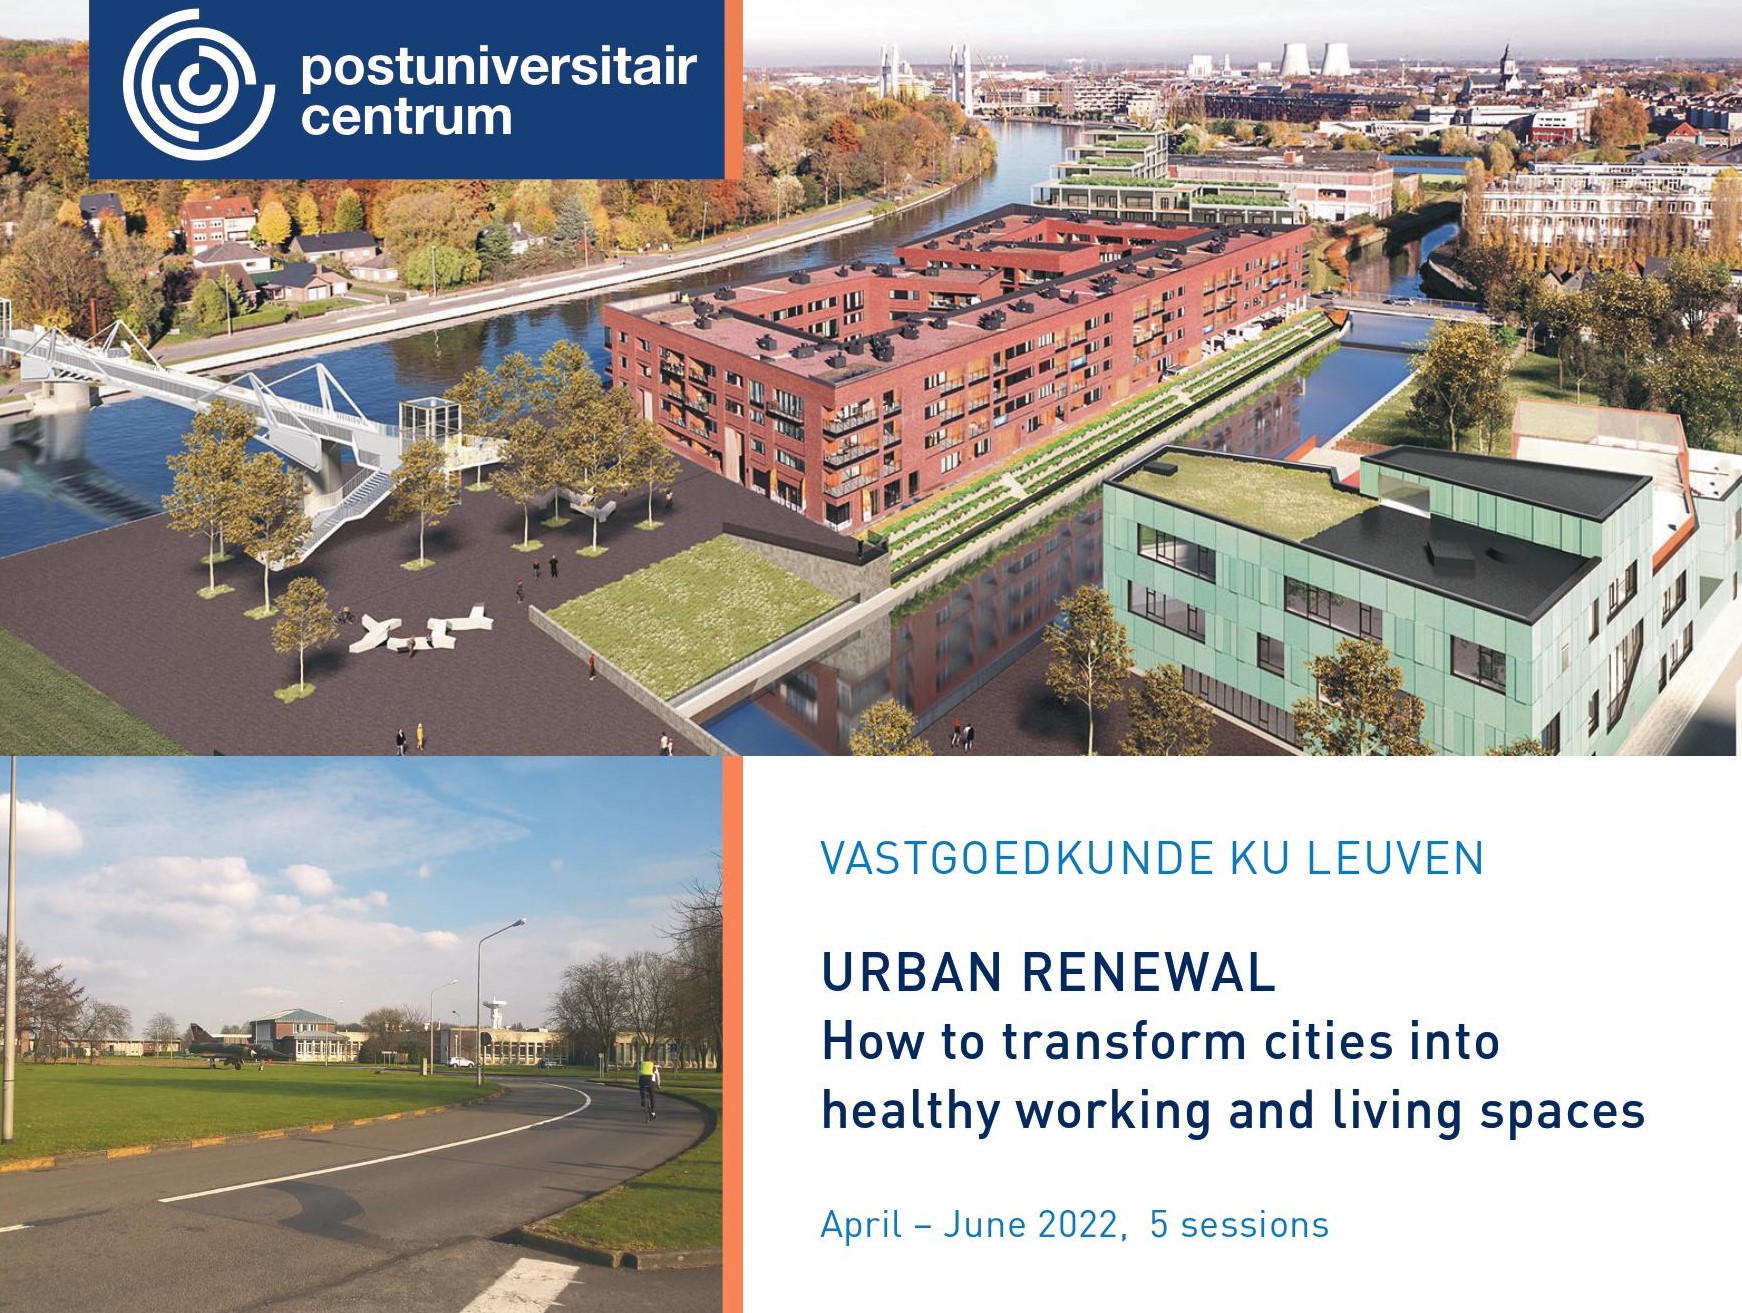 postuniversitair
centrum
VASTGOEDKUNDE KU LEUVEN
URBAN RENEWAL
How to transform cities into
healthy working and living spaces
April – June 2022, 5 sessions